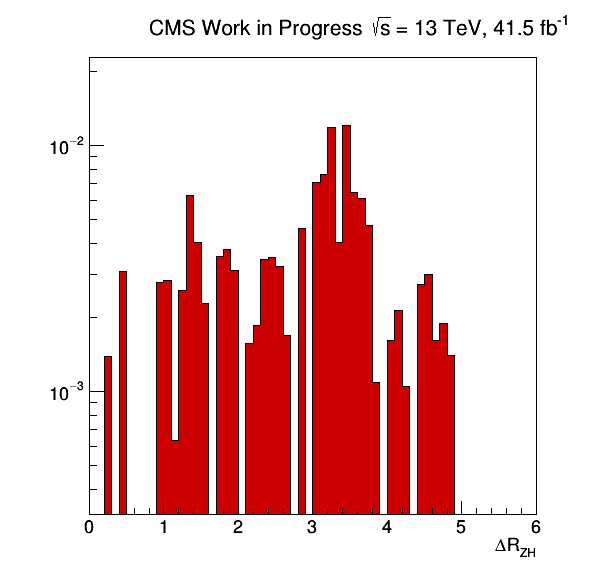 CMS Work in Progress √s = 13 TeV, 41.5 fb⁻¹
10⁻²
10⁻³
0 1 2 3 4 5 6
ΔR_ZH